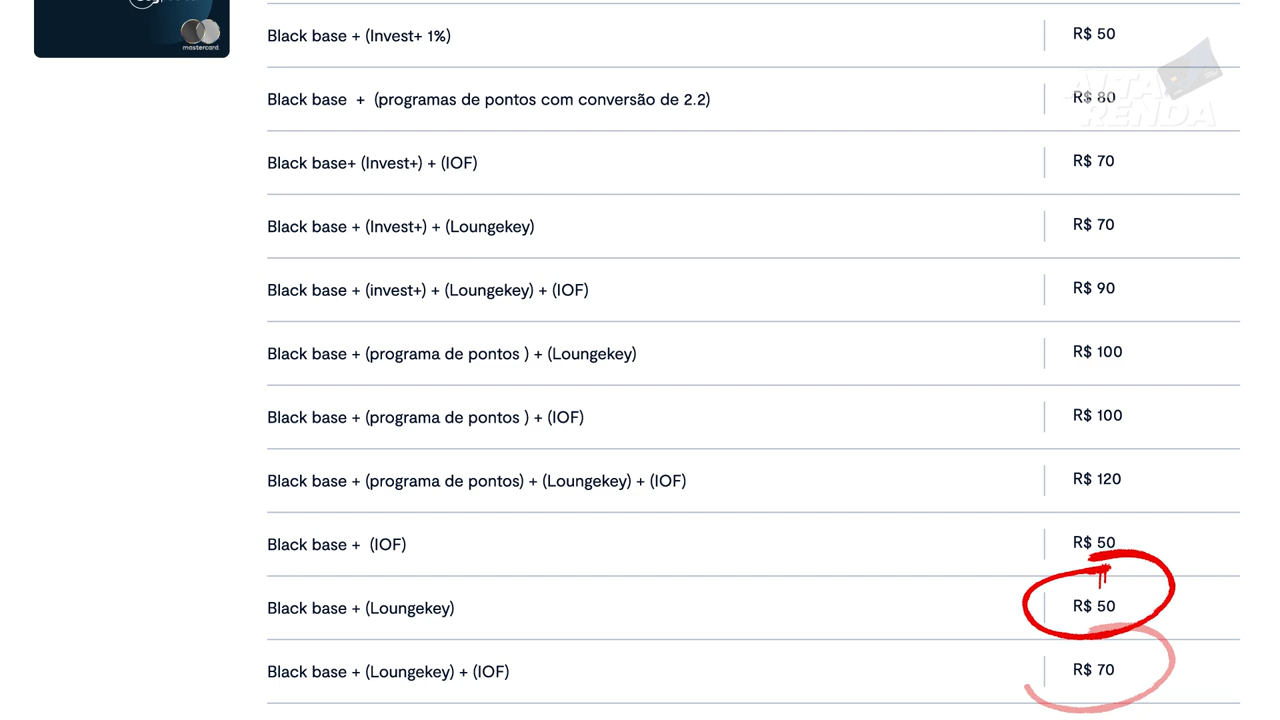 mastercard
Black base + (Invest+ 1%) R$ 50
Black base + (programas de pontos com conversão de 2.2) R$ 80
ALTA
RENDA
Black base+ (Invest+) + (IOF) R$ 70
Black base + (Invest+) + (Loungekey) R$ 70
Black base + (invest+) + (Loungekey) + (IOF) R$ 90
Black base + (programa de pontos ) + (Loungekey) R$ 100
Black base + (programa de pontos ) + (IOF) R$ 100
Black base + (programa de pontos) + (Loungekey) + (IOF) R$ 120
Black base + (IOF) R$ 50
Black base + (Loungekey) R$ 50
Black base + (Loungekey) + (IOF) R$ 70